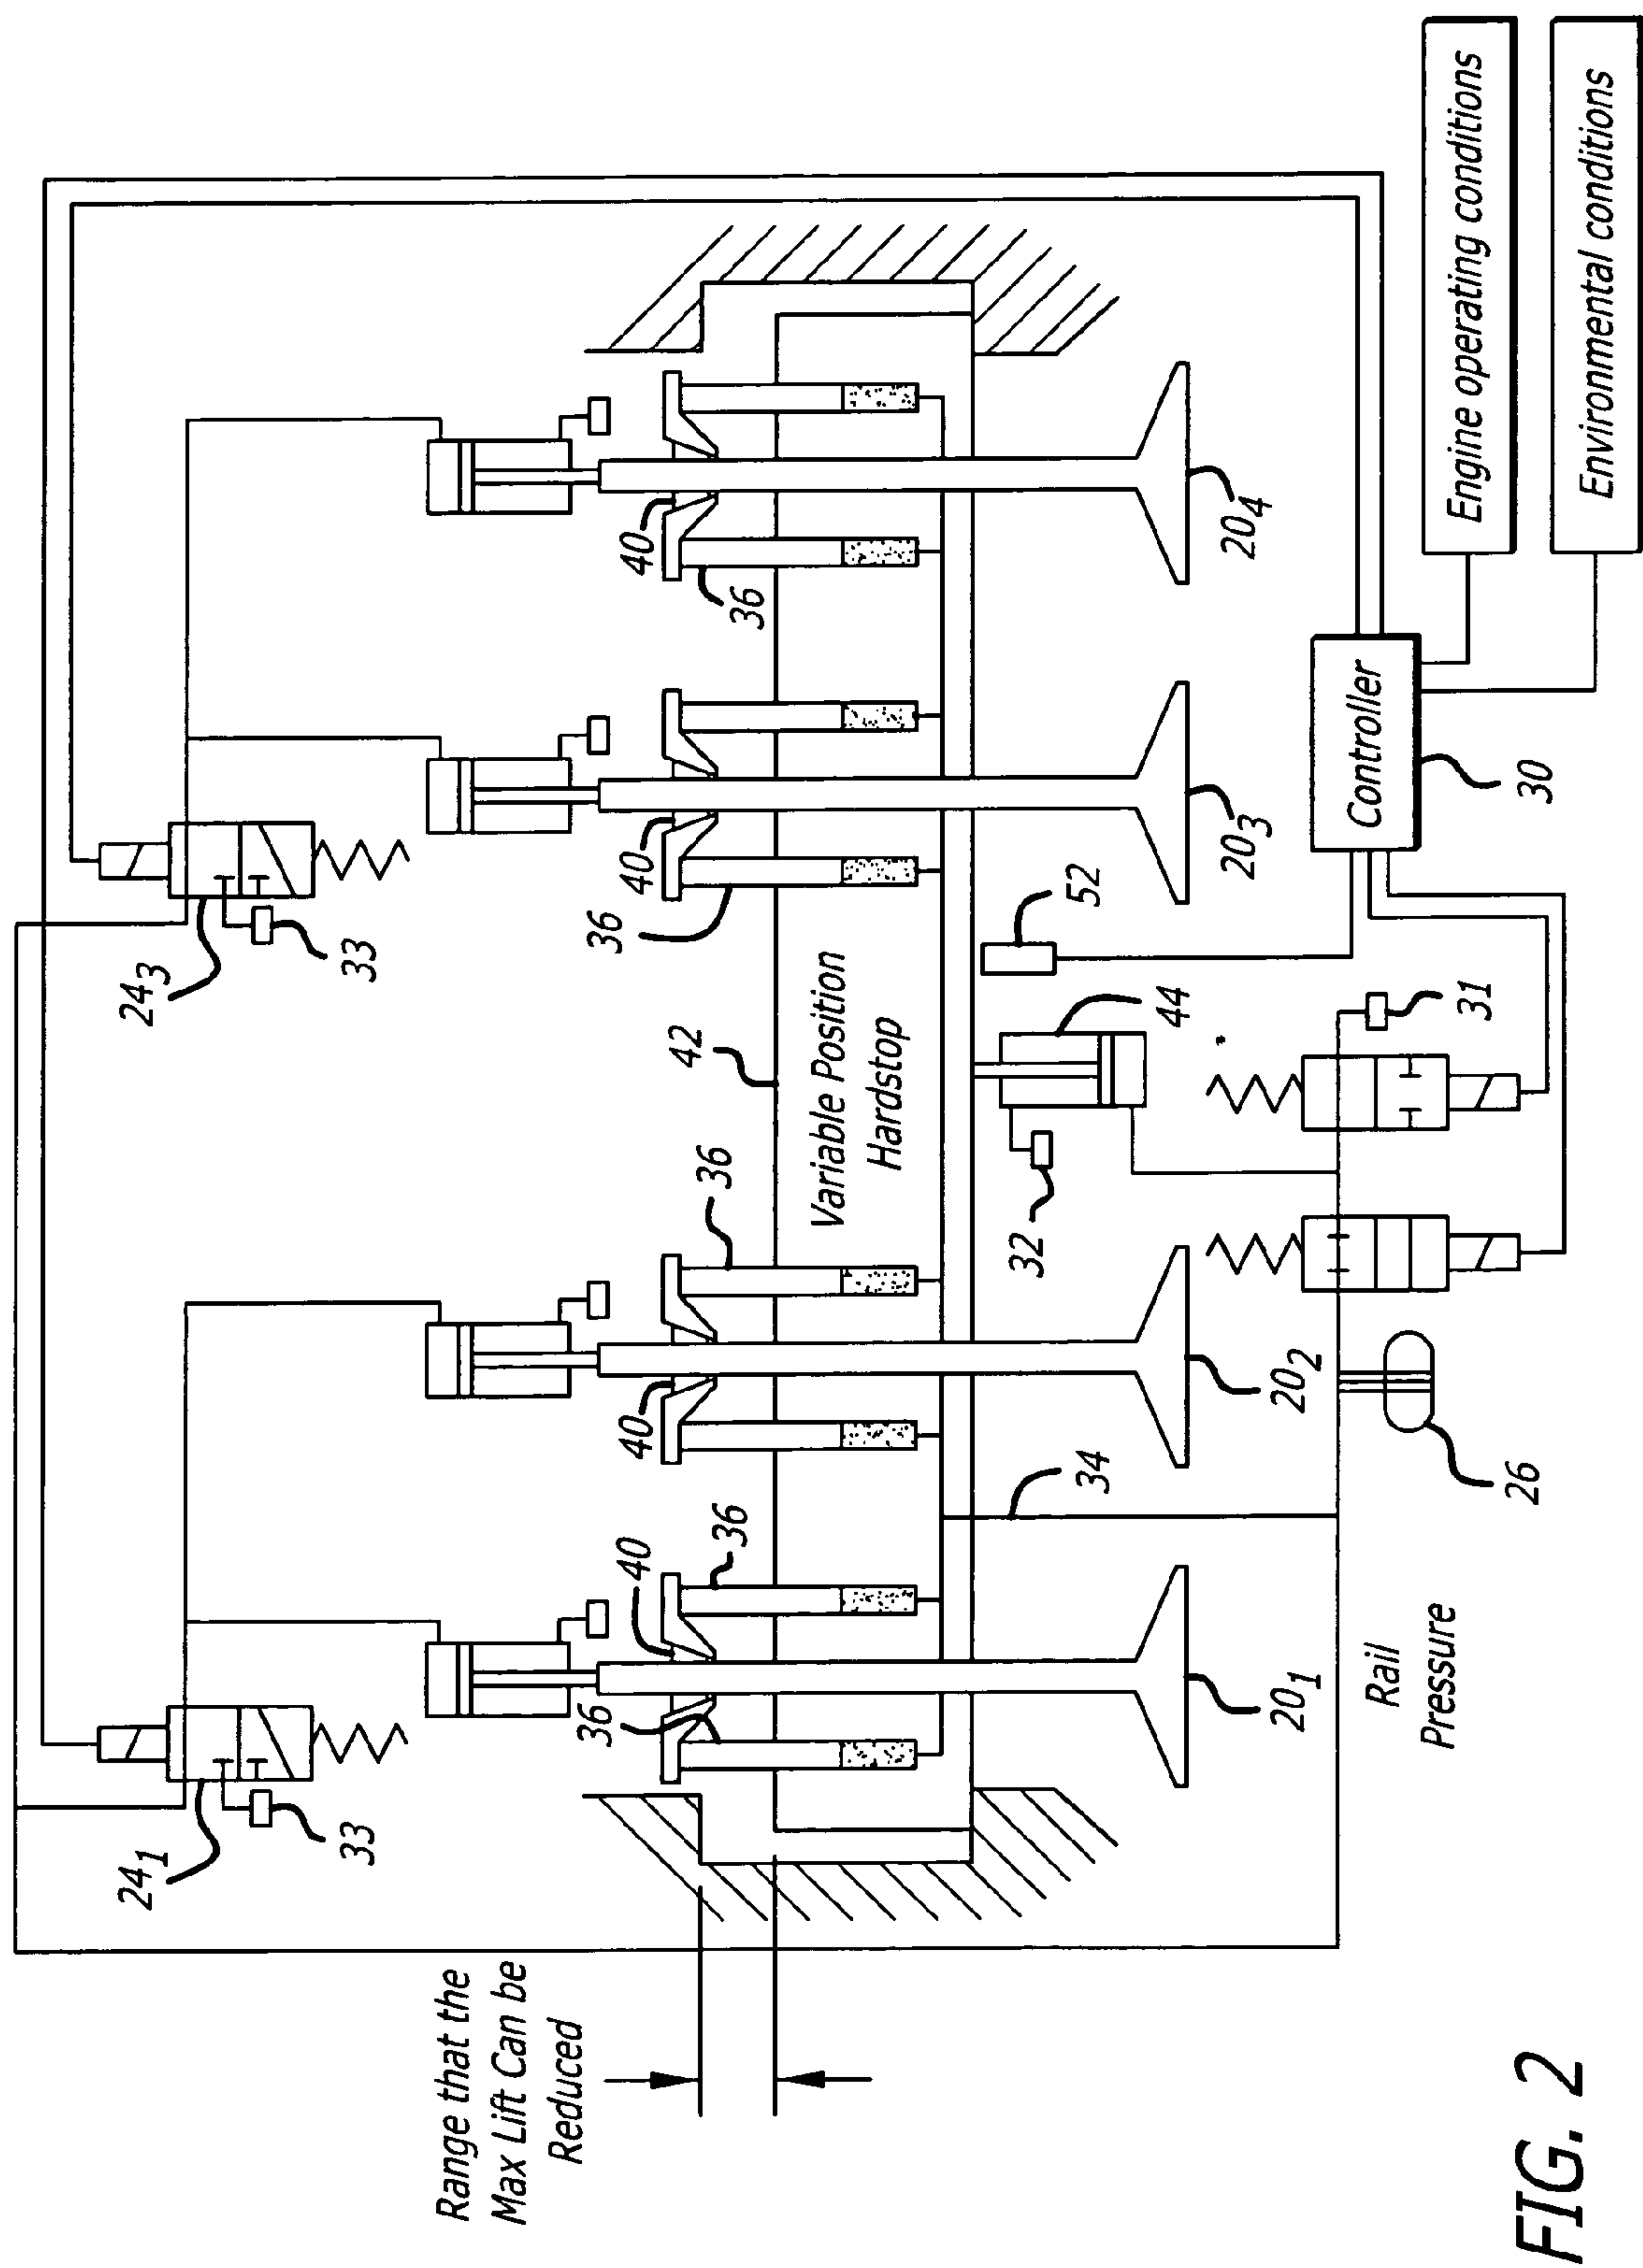 24₁
33
24₃
33
Range that the
Max Lift Can be
Reduced
36
40
36
40
36
36
40
36
40
42
Variable Position
Hardstop
34
32
44
52
20₁
20₂
20₃
20₄
Rail
Pressure
26
31
Controller
30
Engine operating conditions
Environmental conditions
FIG. 2